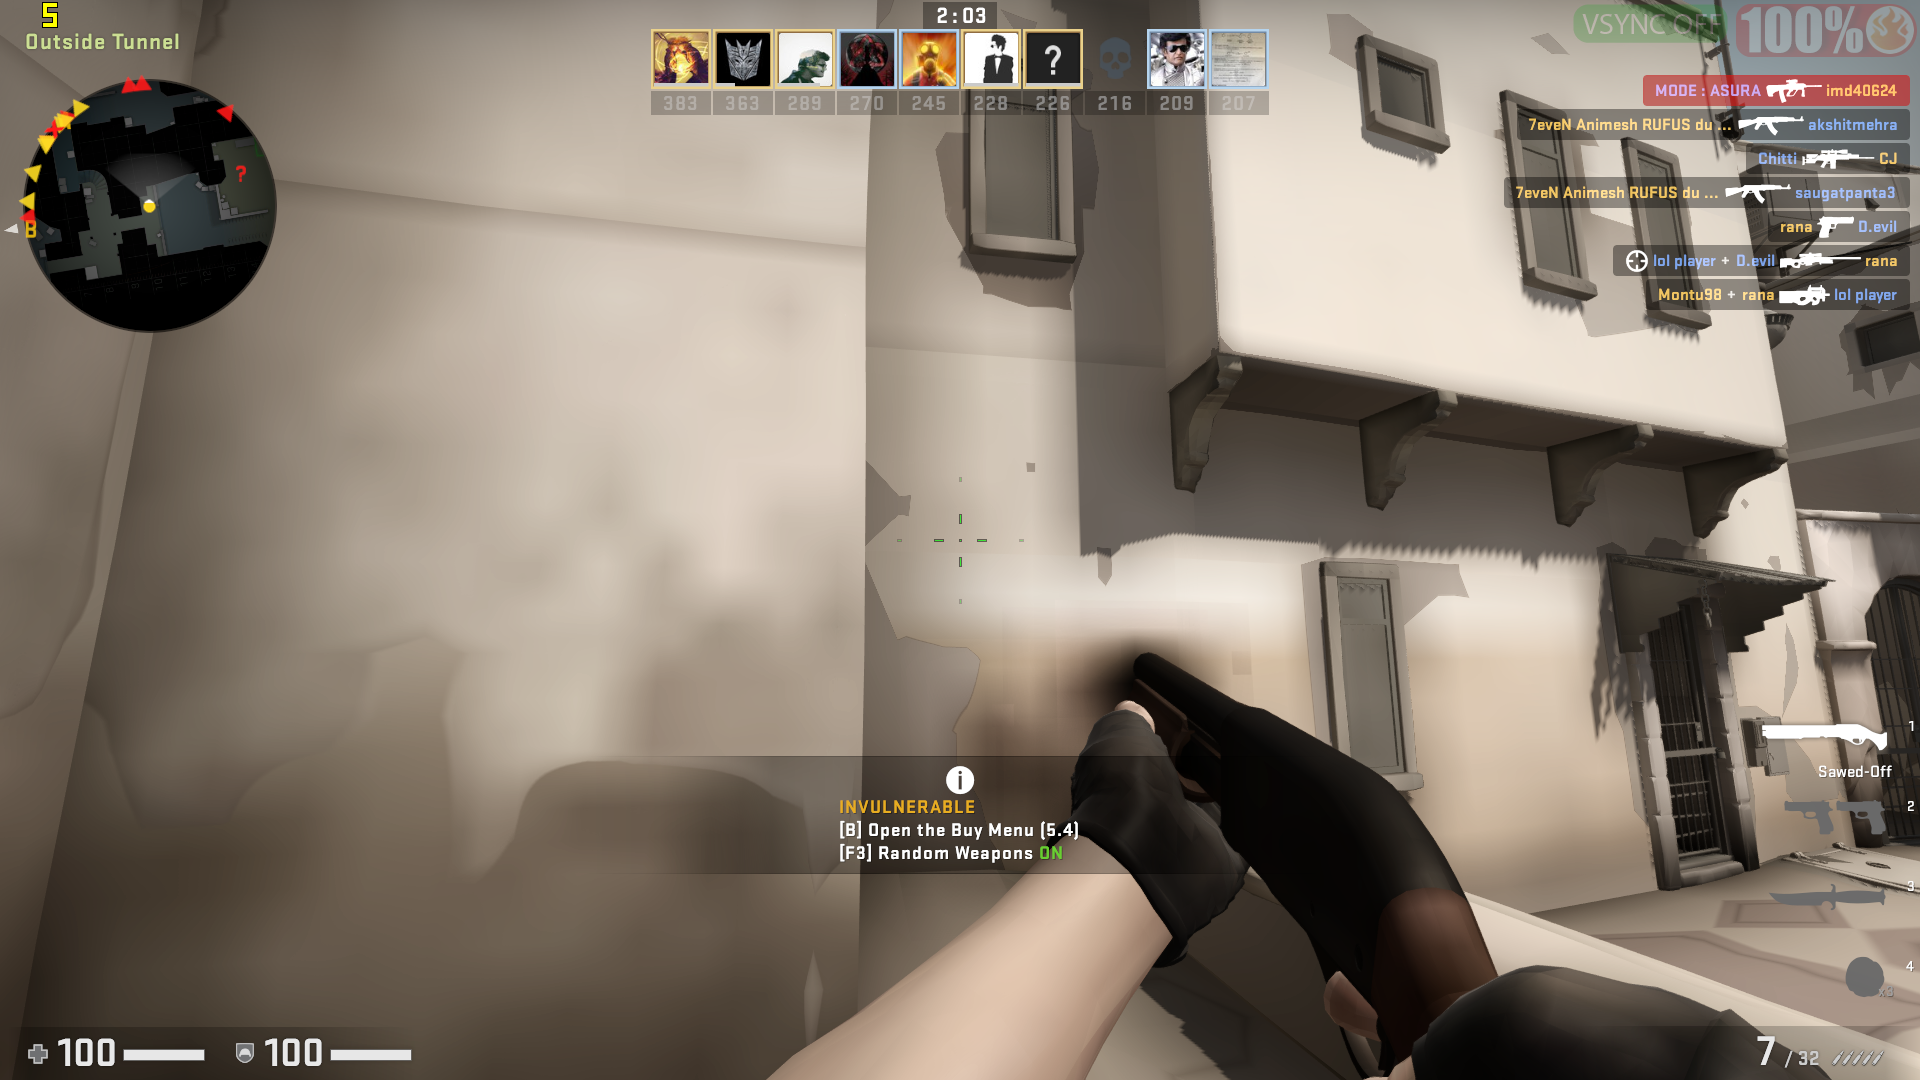 5
Outside Tunnel
2:03
?
383 363 289 270 245 228 226 216 209 207
VSYNC OFF
100%
MODE : ASURA imd40624
7eveN Animesh RUFUS du ... akshitmehra
Chitti CJ
7eveN Animesh RUFUS du ... saugatpanta3
rana D.evil
lol player + D.evil rana
Montu98 + rana lol player
?
B
1
Sawed-Off
2
3
4
x3
INVULNERABLE
[B] Open the Buy Menu (5.4)
[F3] Random Weapons ON
100 100
7 / 32